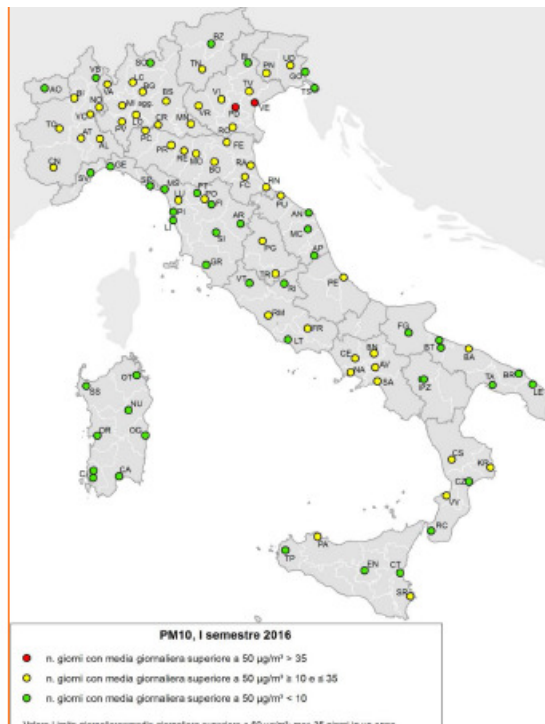 BZ
SO
BL
VB
TN
UD
PN
GO
AO
VA
LC
BG
TV
TS
BI
NO
MI agg.
BS
VI
VE
VC
LO
VR
PD
TO
PV
CR
MN
RO
AT
PC
AL
PR
RE
MO
FE
CN
BO
RA
GE
SV
FC
RN
SP
MS
PU
LU
PT
PO
FI
PI
AN
LI
AR
MC
SI
PG
AP
GR
TR
PE
VT
RI
RM
FR
FG
LT
BT
BN
BA
CE
AV
BR
NA
TA
SA
PZ
LE
OT
SS
NU
OR
OG
CS
KR
CI
CA
CZ
VV
RC
PA
TP
EN
CT
SR
PM10, I semestre 2016
n. giorni con media giornaliera superiore a 50 µg/m³ > 35
n. giorni con media giornaliera superiore a 50 µg/m³ ≥ 10 e ≤ 35
n. giorni con media giornaliera superiore a 50 µg/m³ < 10